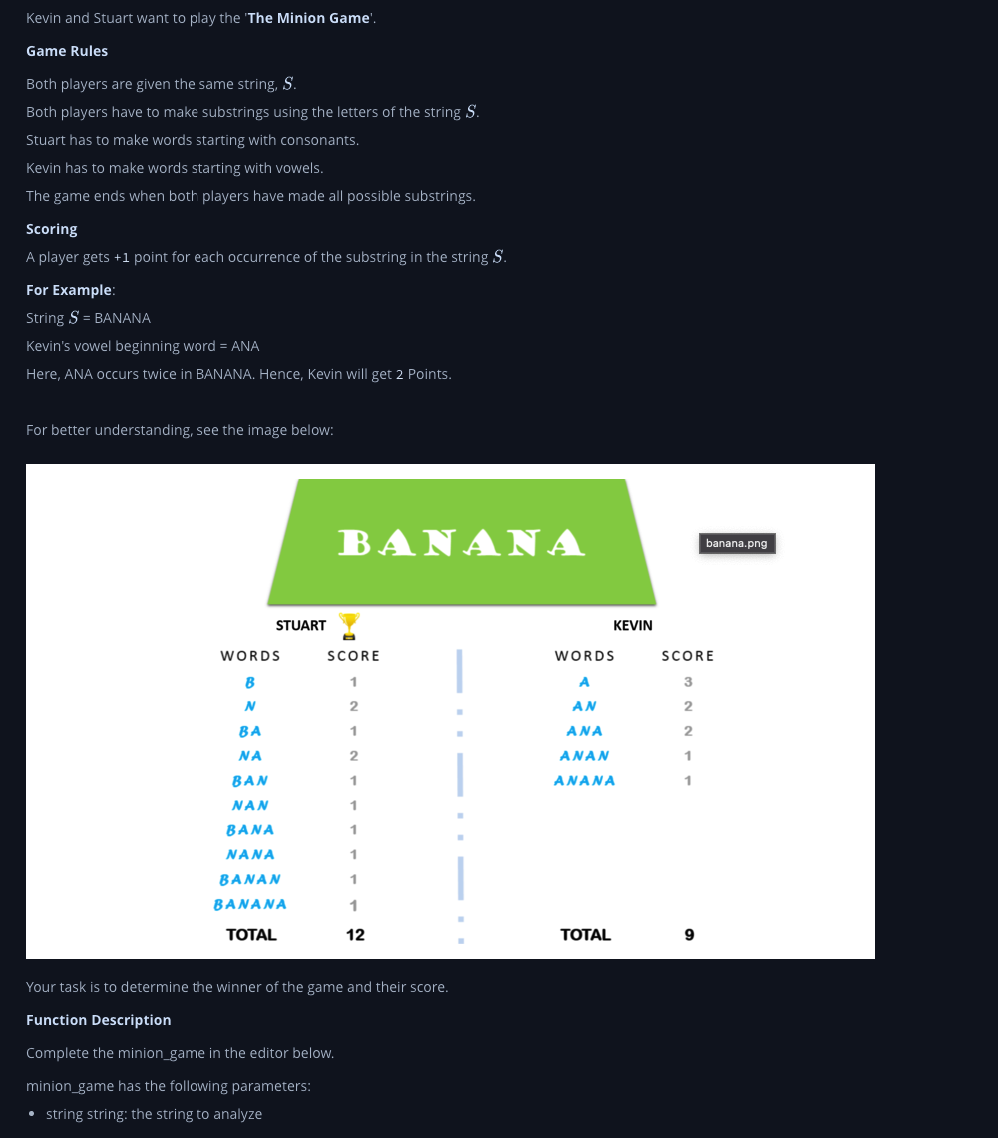 Kevin and Stuart want to play the 'The Minion Game'.
Game Rules
Both players are given the same string, S.
Both players have to make substrings using the letters of the string S.
Stuart has to make words starting with consonants.
Kevin has to make words starting with vowels.
The game ends when both players have made all possible substrings.
Scoring
A player gets +1 point for each occurrence of the substring in the string S.
For Example:
String S = BANANA
Kevin's vowel beginning word = ANA
Here, ANA occurs twice in BANANA. Hence, Kevin will get 2 Points.
For better understanding, see the image below:
BANANA
banana.png
STUART KEVIN
WORDS SCORE WORDS SCORE
B 1 A 3
N 2 AN 2
BA 1 ANA 2
NA 2 ANAN 1
BAN 1 ANANA 1
NAN 1
BANA 1
NANA 1
BANAN 1
BANANA 1
TOTAL 12 TOTAL 9
Your task is to determine the winner of the game and their score.
Function Description
Complete the minion_game in the editor below.
minion_game has the following parameters:
• string string: the string to analyze